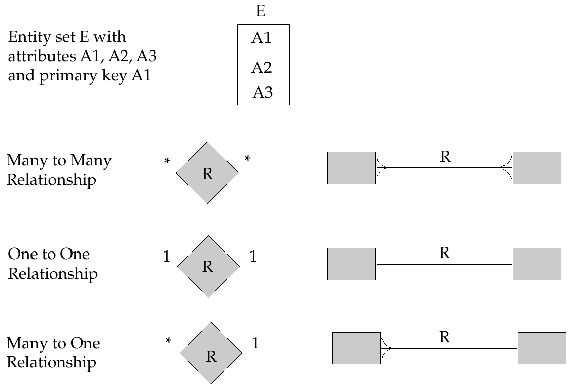 E
Entity set E with
attributes A1, A2, A3
and primary key A1
A1
A2
A3
Many to Many
Relationship
* R *
R
One to One
Relationship
1 R 1
R
Many to One
Relationship
* R 1
R